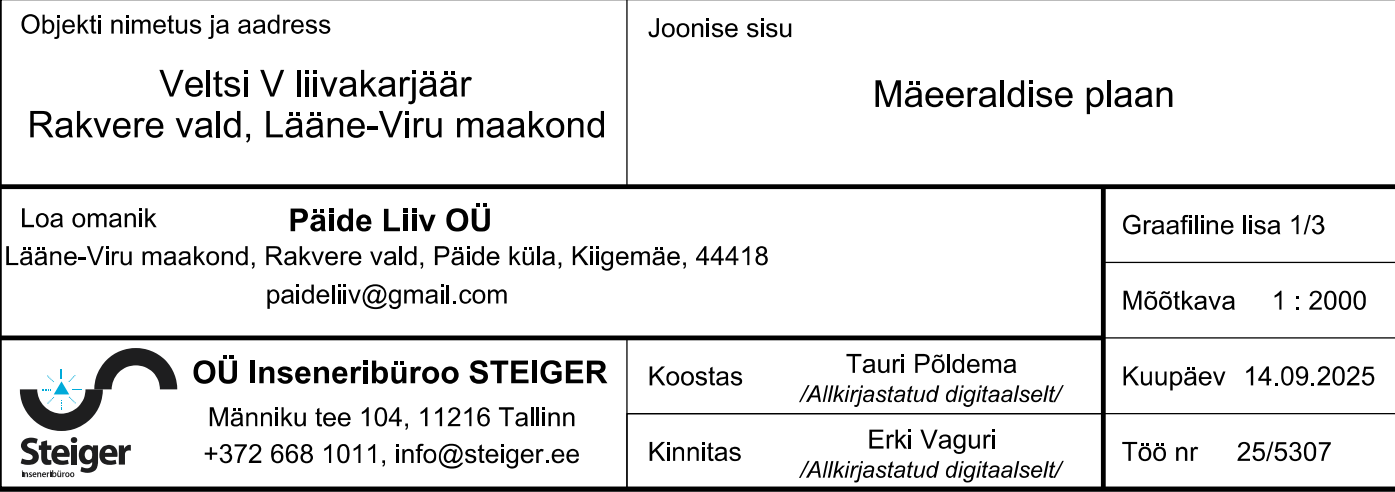 Objekti nimetus ja aadress
Veltsi V liivakarjäär
Rakvere vald, Lääne-Viru maakond
Joonise sisu
Mäeeraldise plaan
Loa omanik Päide Liiv OÜ
Lääne-Viru maakond, Rakvere vald, Päide küla, Kiigemäe, 44418
paideliiv@gmail.com
Graafiline lisa 1/3
Mõõtkava 1 : 2000
Steiger
Inseneribüroo
OÜ Inseneribüroo STEIGER
Männiku tee 104, 11216 Tallinn
+372 668 1011, info@steiger.ee
Koostas Tauri Põldema
/Allkirjastatud digitaalselt/
Kinnitas Erki Vaguri
/Allkirjastatud digitaalselt/
Kuupäev 14.09.2025
Töö nr 25/5307